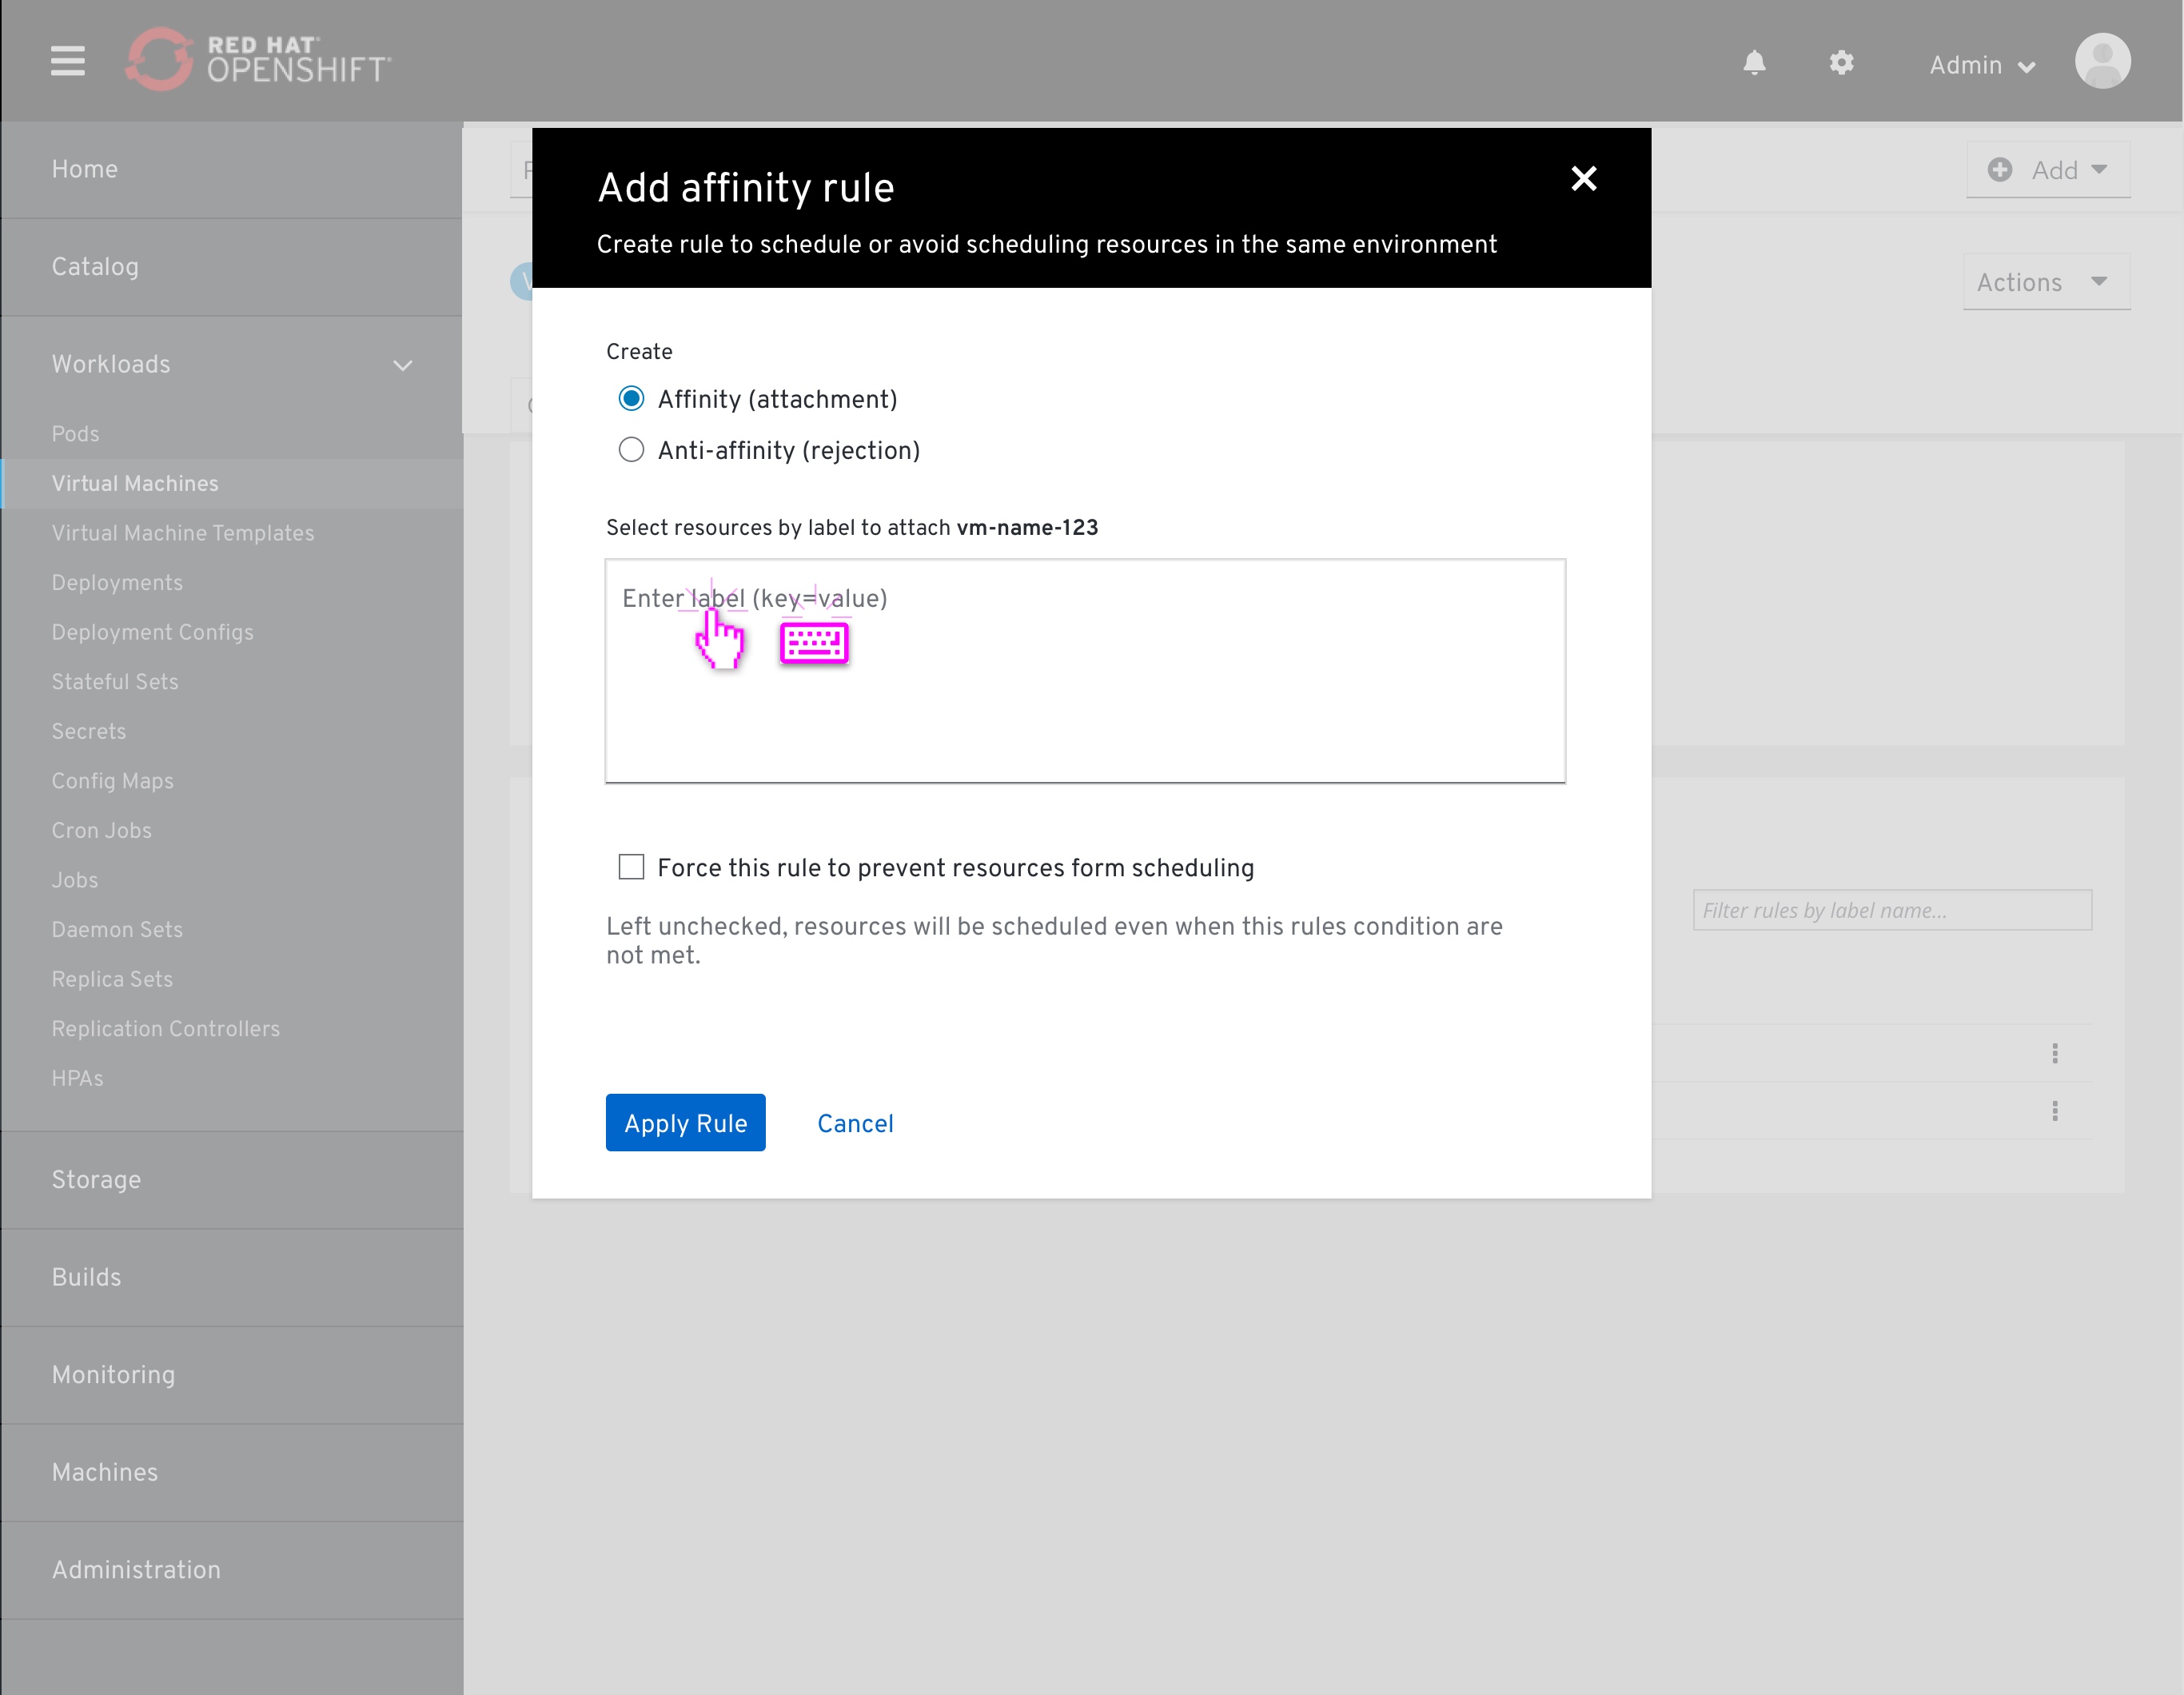 RED HAT
OPENSHIFT
Admin
Home
Catalog
Workloads
Pods
Virtual Machines
Virtual Machine Templates
Deployments
Deployment Configs
Stateful Sets
Secrets
Config Maps
Cron Jobs
Jobs
Daemon Sets
Replica Sets
Replication Controllers
HPAs
Storage
Builds
Monitoring
Machines
Administration
Add
Actions
Filter rules by label name...
Add affinity rule
Create rule to schedule or avoid scheduling resources in the same environment
Create
Affinity (attachment)
Anti-affinity (rejection)
Select resources by label to attach vm-name-123
Enter label (key=value)
Force this rule to prevent resources form scheduling
Left unchecked, resources will be scheduled even when this rules condition are
not met.
Apply Rule
Cancel